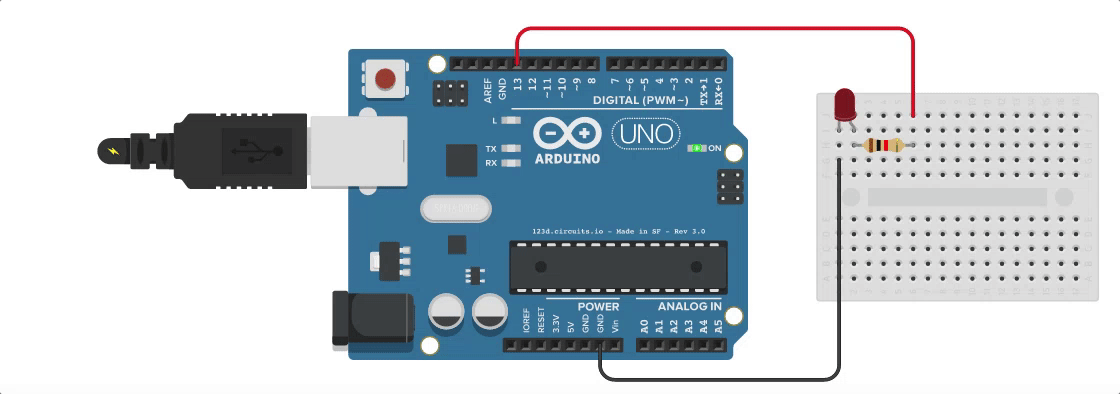 AREF
GND
13
12
~11
~10
~9
8
7
~6
~5
4
~3
2
TX→1
RX←0
DIGITAL (PWM~)
L
TX
RX
ARDUINO
UNO
ON
123d.circuits.io - Made in SF - Rev 3.0
POWER
ANALOG IN
IOREF
RESET
3.3V
5V
GND
GND
Vin
A0
A1
A2
A3
A4
A5